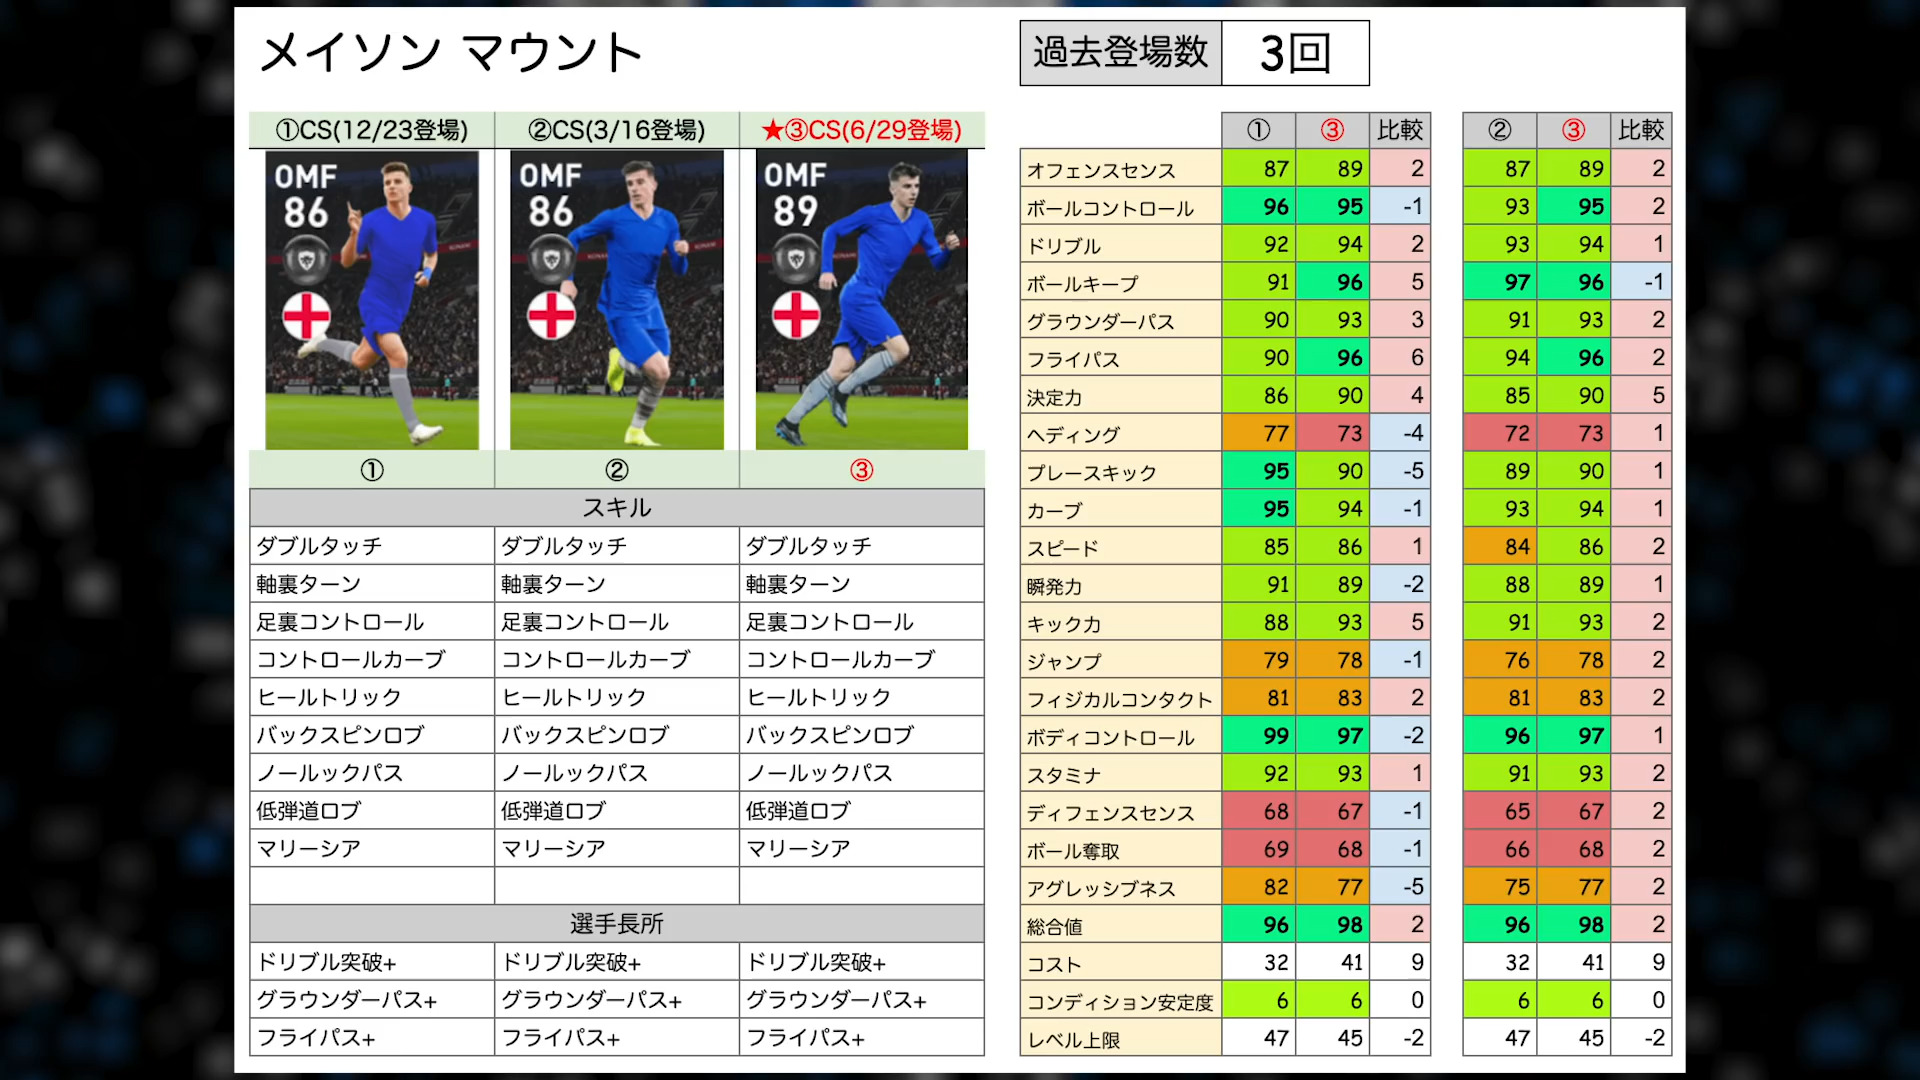 メイソン マウント
過去登場数 3回
①CS(12/23登場) ②CS(3/16登場) ★③CS(6/29登場)
OMF 86 OMF 86 OMF 89
① ② ③
スキル
ダブルタッチ ダブルタッチ ダブルタッチ
軸裏ターン 軸裏ターン 軸裏ターン
足裏コントロール 足裏コントロール 足裏コントロール
コントロールカーブ コントロールカーブ コントロールカーブ
ヒールトリック ヒールトリック ヒールトリック
バックスピンロブ バックスピンロブ バックスピンロブ
ノールックパス ノールックパス ノールックパス
低弾道ロブ 低弾道ロブ 低弾道ロブ
マリーシア マリーシア マリーシア
選手長所
ドリブル突破+ ドリブル突破+ ドリブル突破+
グラウンダーパス+ グラウンダーパス+ グラウンダーパス+
フライパス+ フライパス+ フライパス+
① ③ 比較 ② ③ 比較
オフェンスセンス 87 89 2 87 89 2
ボールコントロール 96 95 -1 93 95 2
ドリブル 92 94 2 93 94 1
ボールキープ 91 96 5 97 96 -1
グラウンダーパス 90 93 3 91 93 2
フライパス 90 96 6 94 96 2
決定力 86 90 4 85 90 5
ヘディング 77 73 -4 72 73 1
プレースキック 95 90 -5 89 90 1
カーブ 95 94 -1 93 94 1
スピード 85 86 1 84 86 2
瞬発力 91 89 -2 88 89 1
キック力 88 93 5 91 93 2
ジャンプ 79 78 -1 76 78 2
フィジカルコンタクト 81 83 2 81 83 2
ボディコントロール 99 97 -2 96 97 1
スタミナ 92 93 1 91 93 2
ディフェンスセンス 68 67 -1 65 67 2
ボール奪取 69 68 -1 66 68 2
アグレッシブネス 82 77 -5 75 77 2
総合値 96 98 2 96 98 2
コスト 32 41 9 32 41 9
コンディション安定度 6 6 0 6 6 0
レベル上限 47 45 -2 47 45 -2